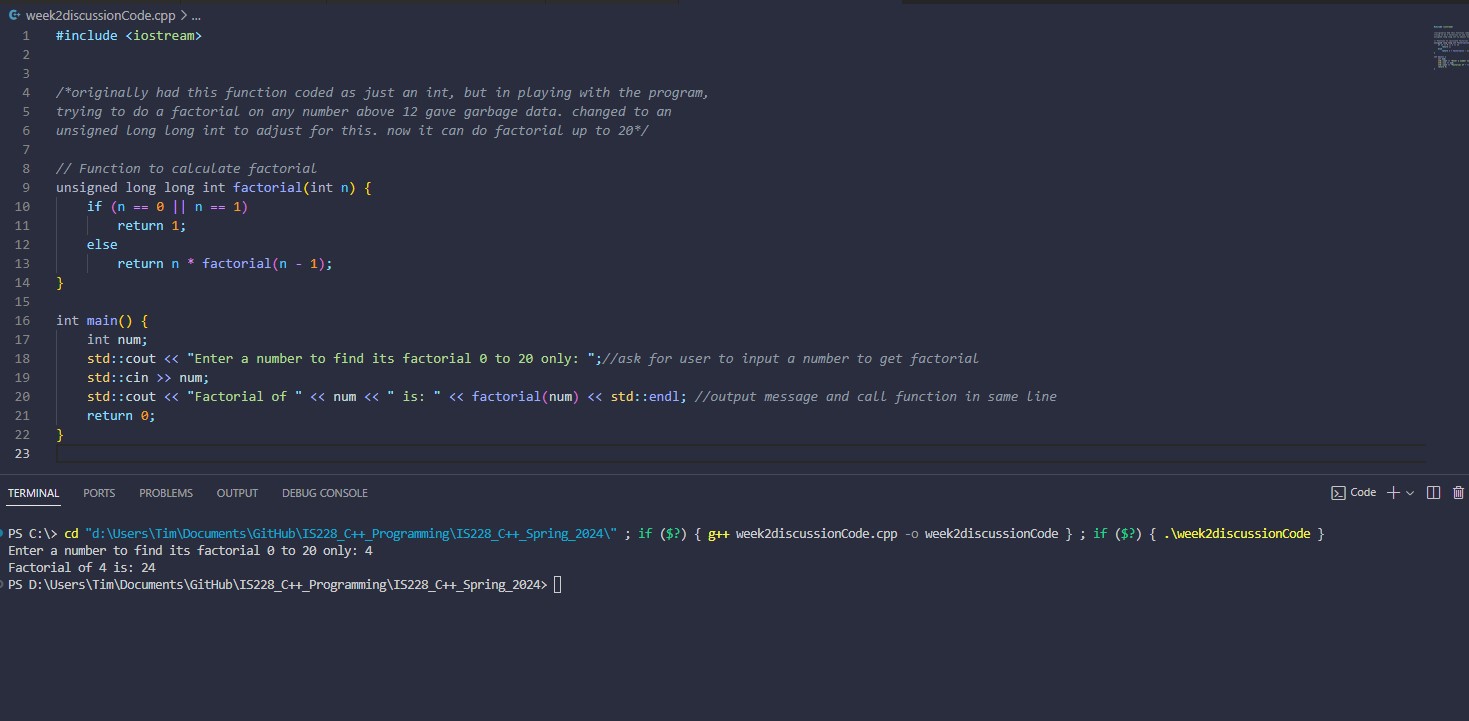 week2discussionCode.cpp > ...
1 #include <iostream>
2
3
4 /*originally had this function coded as just an int, but in playing with the program,
5 trying to do a factorial on any number above 12 gave garbage data. changed to an
6 unsigned long long int to adjust for this. now it can do factorial up to 20*/
7
8 // Function to calculate factorial
9 unsigned long long int factorial(int n) {
10     if (n == 0 || n == 1)
11         return 1;
12     else
13         return n * factorial(n - 1);
14 }
15
16 int main() {
17     int num;
18     std::cout << "Enter a number to find its factorial 0 to 20 only: ";//ask for user to input a number to get factorial
19     std::cin >> num;
20     std::cout << "Factorial of " << num << " is: " << factorial(num) << std::endl; //output message and call function in same line
21     return 0;
22 }
23
TERMINAL PORTS PROBLEMS OUTPUT DEBUG CONSOLE Code
PS C:\> cd "d:\Users\Tim\Documents\GitHub\IS228_C++_Programming\IS228_C++_Spring_2024\" ; if ($?) { g++ week2discussionCode.cpp -o week2discussionCode } ; if ($?) { .\week2discussionCode }
Enter a number to find its factorial 0 to 20 only: 4
Factorial of 4 is: 24
PS D:\Users\Tim\Documents\GitHub\IS228_C++_Programming\IS228_C++_Spring_2024>